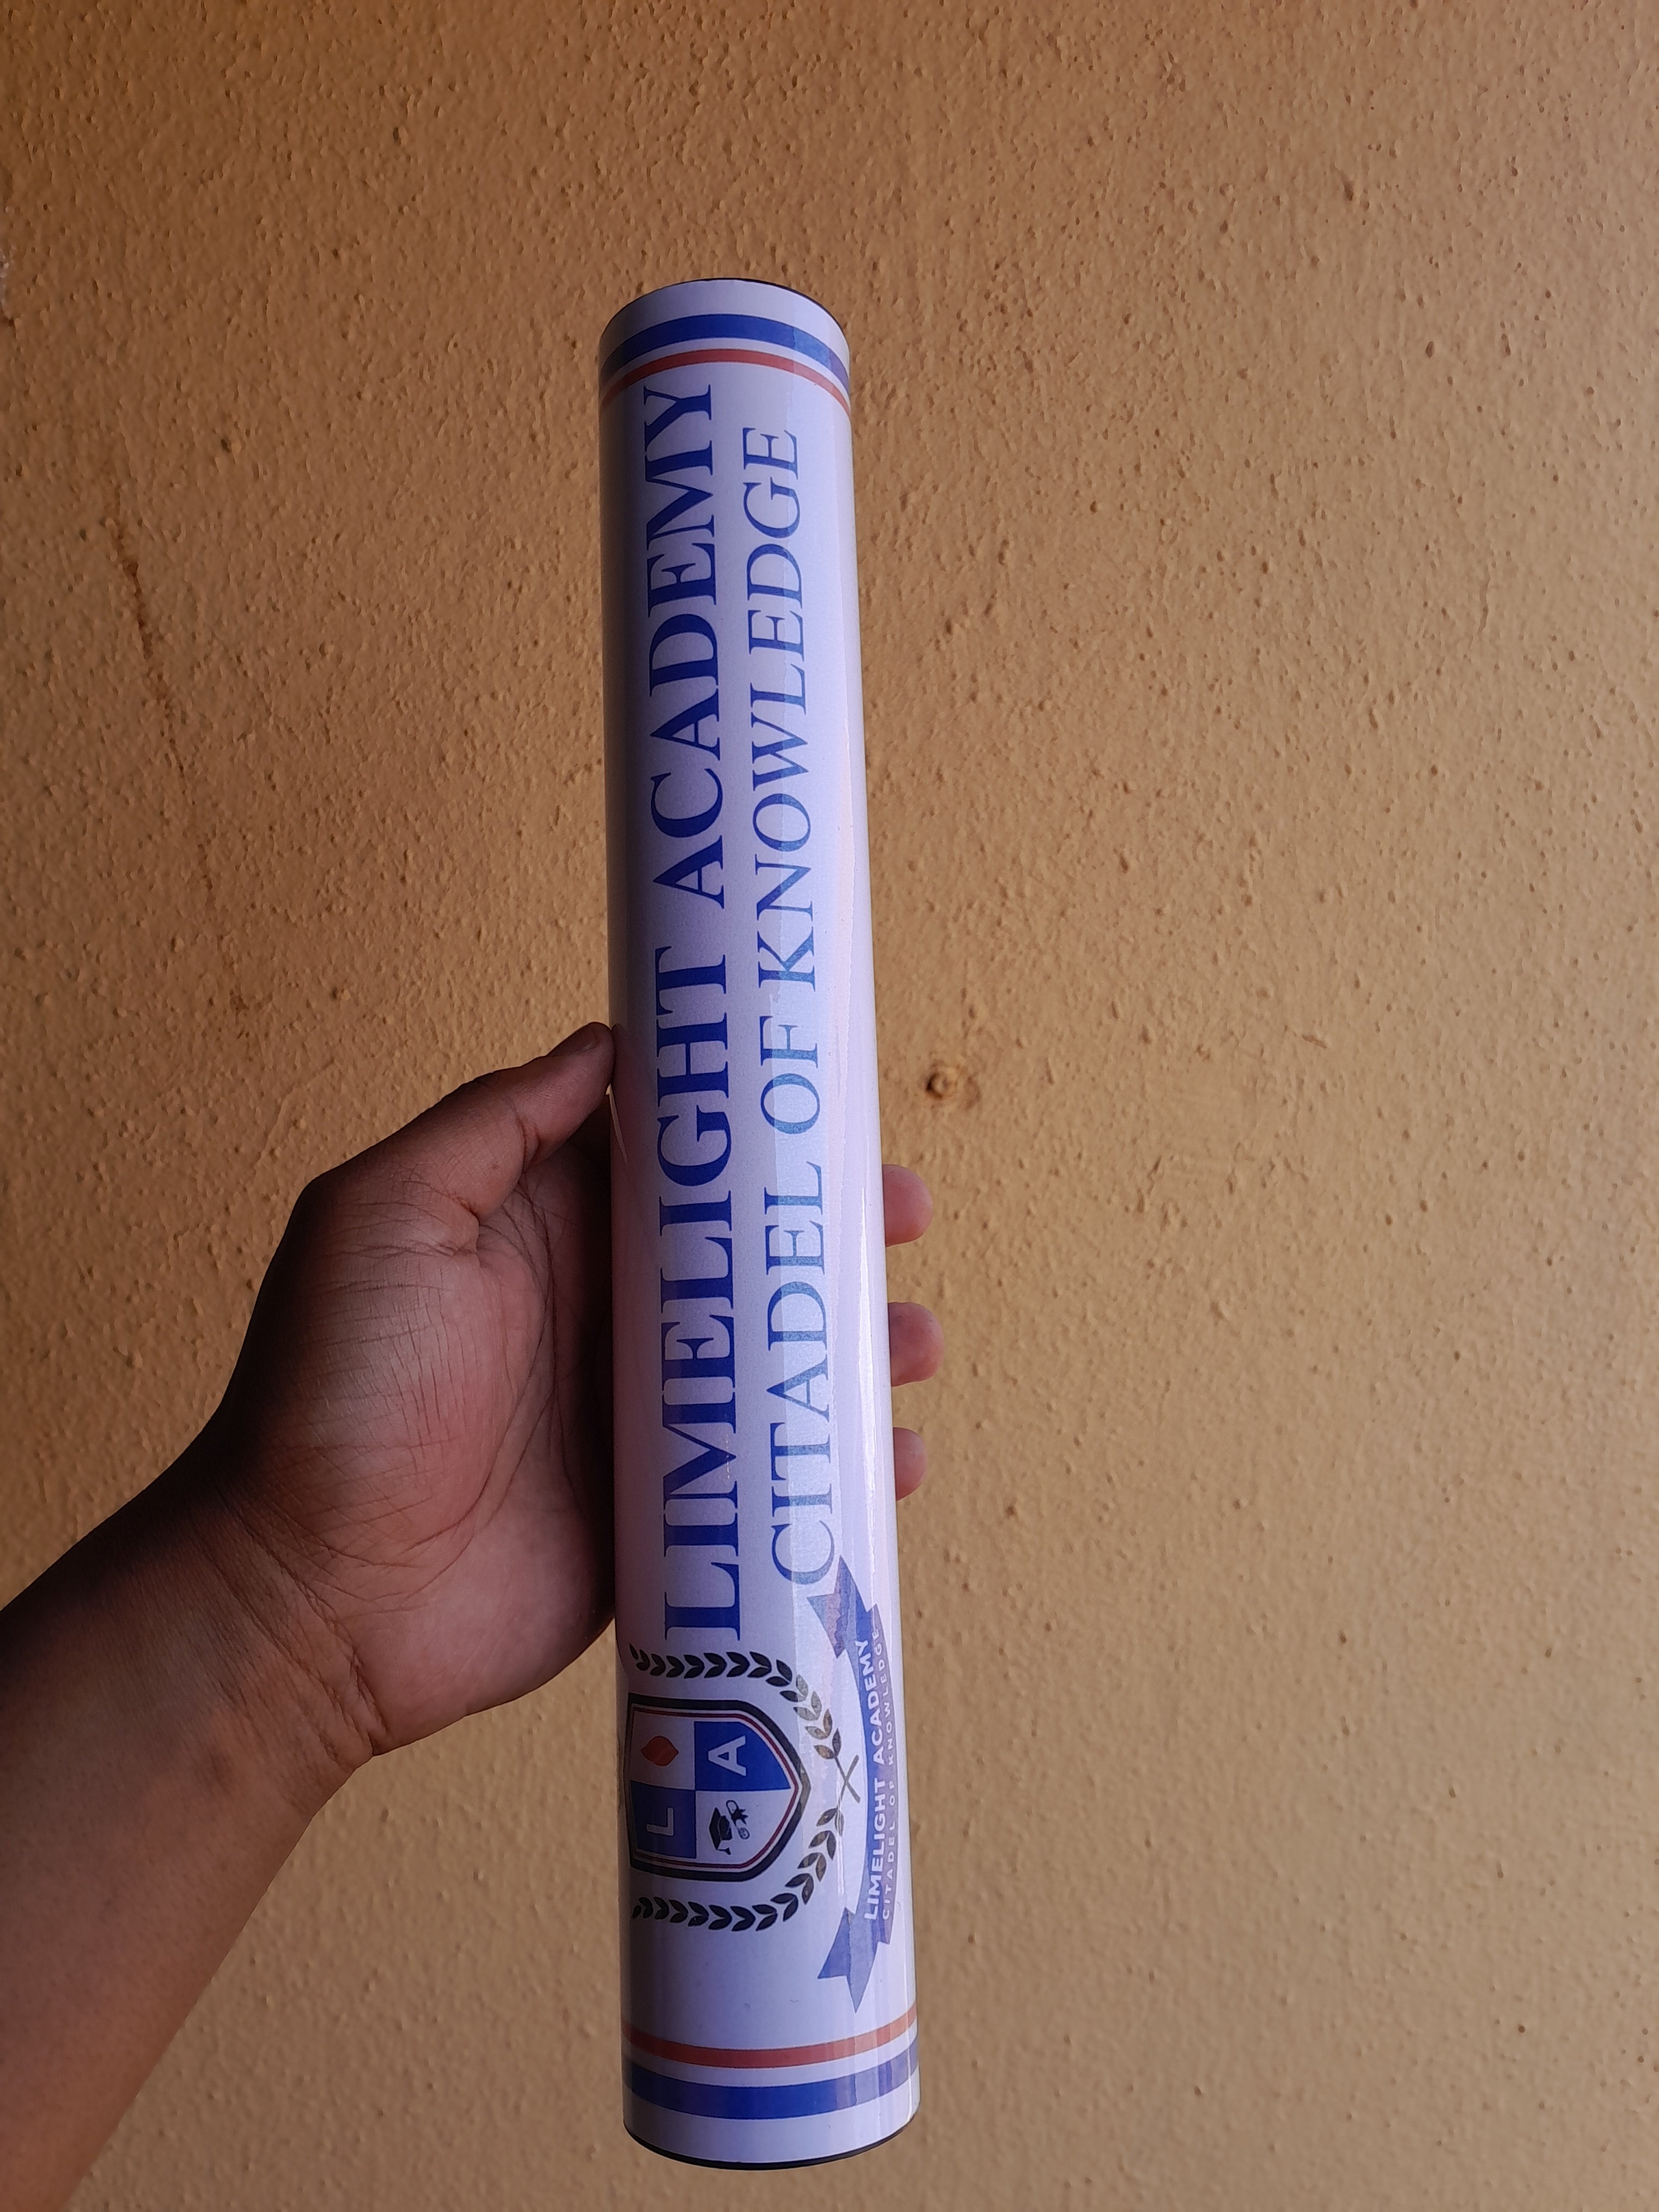 LIMELIGHT ACADEMY
CITADEL OF KNOWLEDGE
L
A
LIMELIGHT ACADEMY
CITADEL OF KNOWLEDGE